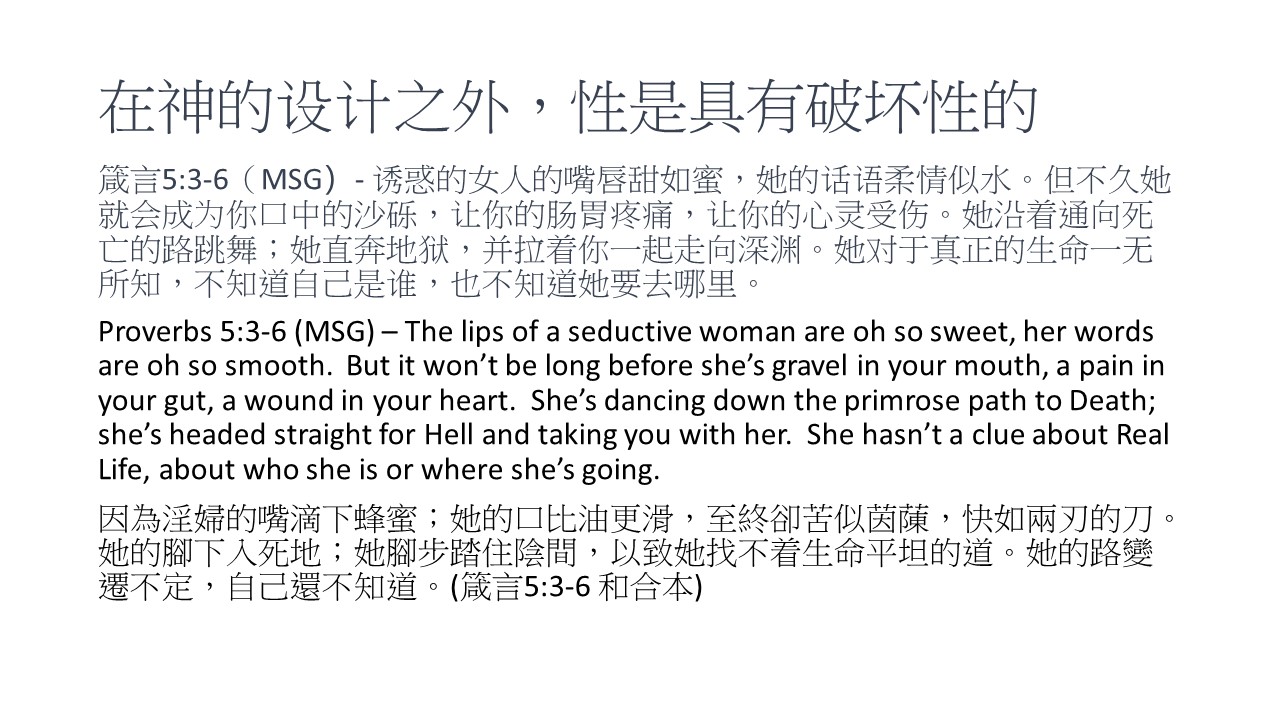 在神的设计之外，性是具有破坏性的
箴言5:3-6（MSG）- 诱惑的女人的嘴唇甜如蜜，她的话语柔情似水。但不久她
就会成为你口中的沙砾，让你的肠胃疼痛，让你的心灵受伤。她沿着通向死
亡的路跳舞；她直奔地狱，并拉着你一起走向深渊。她对于真正的生命一无
所知，不知道自己是谁，也不知道她要去哪里。
Proverbs 5:3-6 (MSG) – The lips of a seductive woman are oh so sweet, her words
are oh so smooth.  But it won’t be long before she’s gravel in your mouth, a pain in
your gut, a wound in your heart.  She’s dancing down the primrose path to Death;
she’s headed straight for Hell and taking you with her.  She hasn’t a clue about Real
Life, about who she is or where she’s going.
因為淫婦的嘴滴下蜂蜜；她的口比油更滑，至終卻苦似茵蔯，快如兩刃的刀。
她的腳下入死地；她腳步踏住陰間，以致她找不着生命平坦的道。她的路變
遷不定，自己還不知道。(箴言5:3-6 和合本)